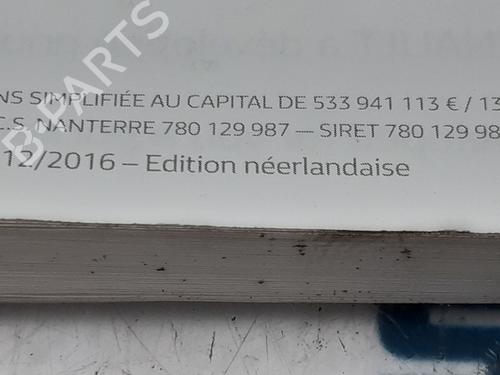 NS SIMPLIFIÉE AU CAPITAL DE 533 941 113 € / 13
C.S. NANTERRE 780 129 987 — SIRET 780 129 98
12/2016 – Edition néerlandaise
B-PARTS